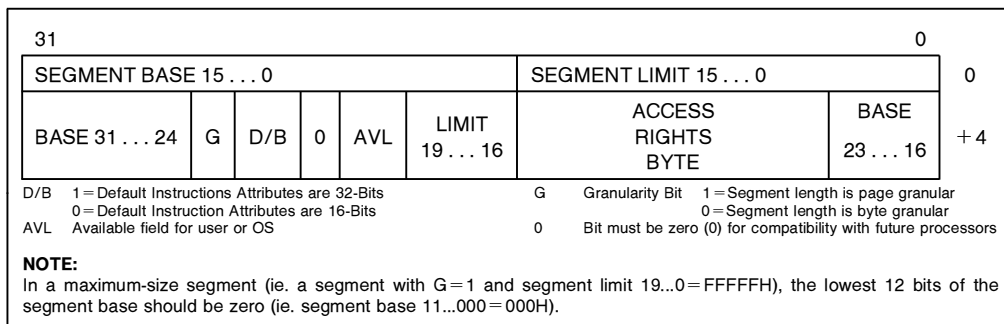 31 0
SEGMENT BASE 15 . . . 0 SEGMENT LIMIT 15 . . . 0 0
BASE 31 . . . 24 G D/B 0 AVL LIMIT
19 . . . 16 ACCESS
RIGHTS
BYTE BASE
23 . . . 16 +4
D/B 1=Default Instructions Attributes are 32-Bits
0=Default Instruction Attributes are 16-Bits
AVL Available field for user or OS
G Granularity Bit 1=Segment length is page granular
0=Segment length is byte granular
0 Bit must be zero (0) for compatibility with future processors
NOTE:
In a maximum-size segment (ie. a segment with G=1 and segment limit 19...0=FFFFFH), the lowest 12 bits of the
segment base should be zero (ie. segment base 11...000=000H).